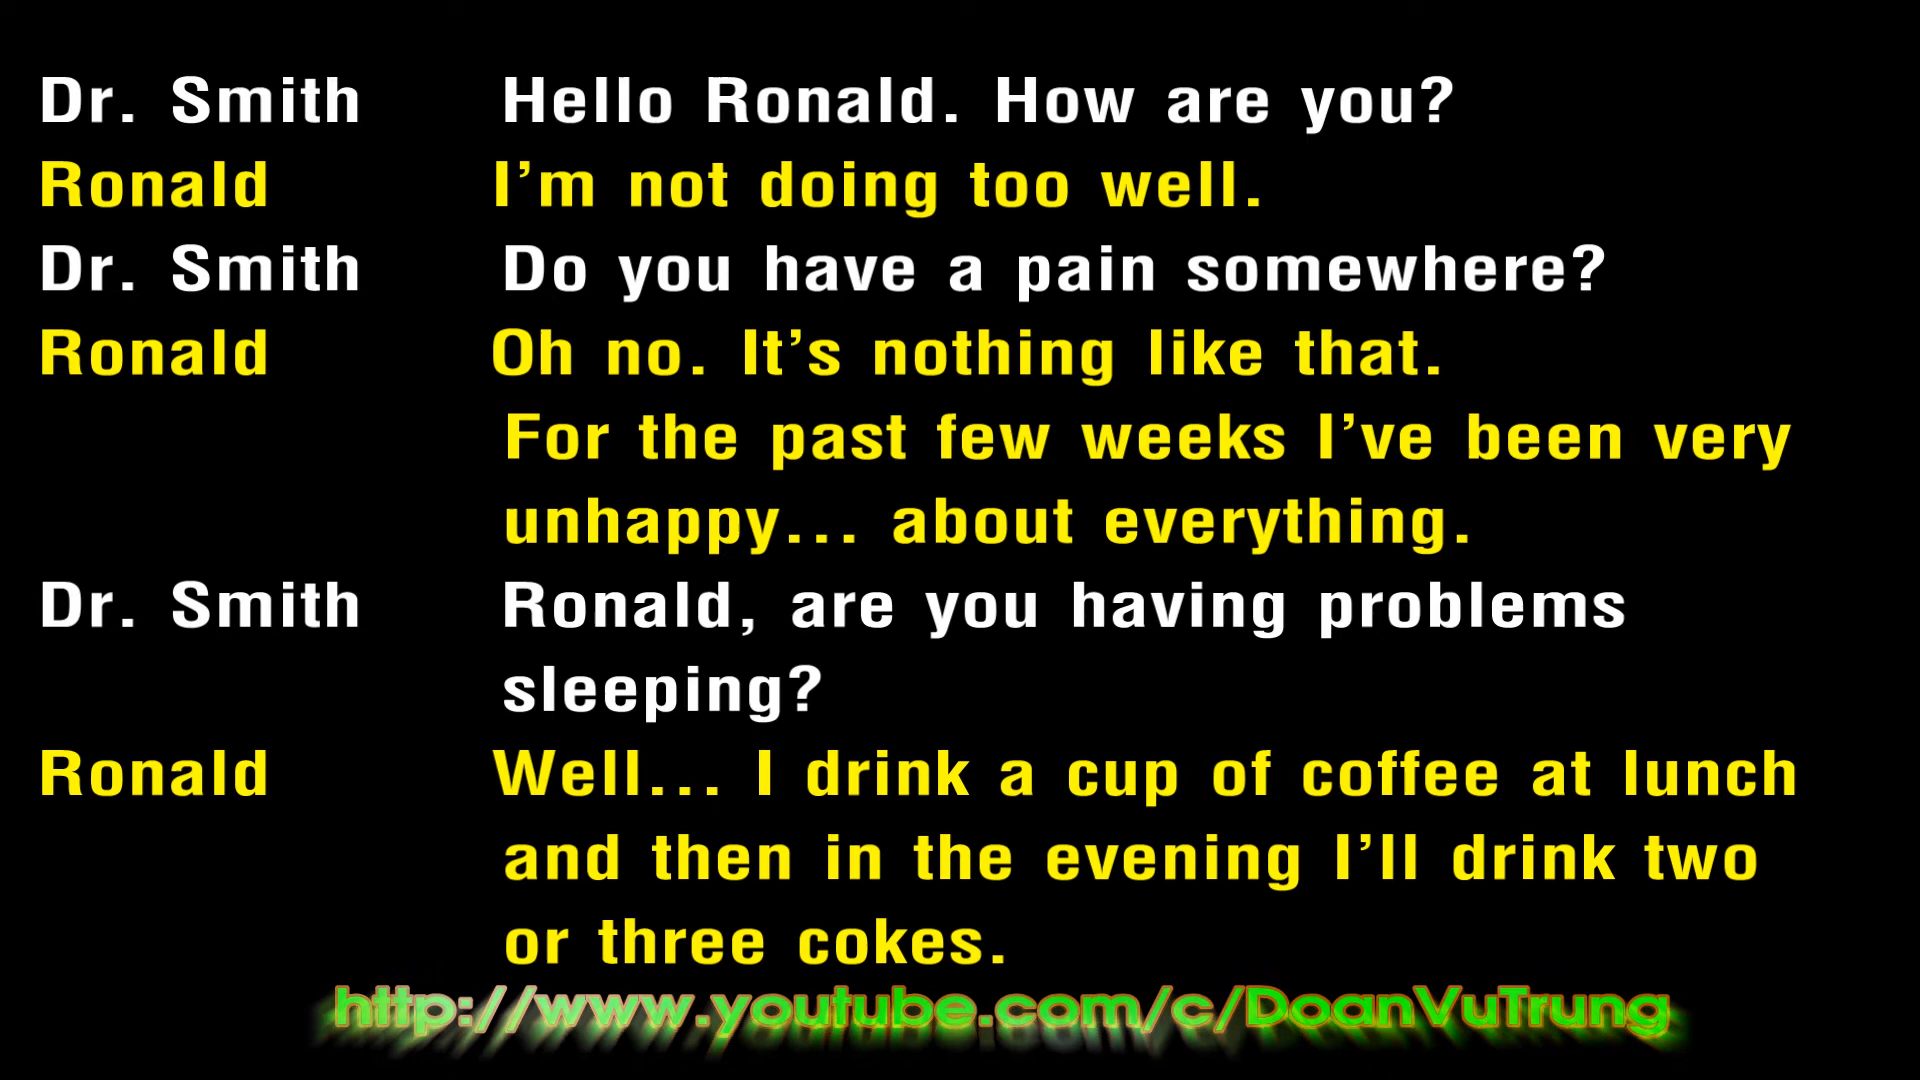 Dr. Smith Hello Ronald. How are you?
Ronald I’m not doing too well.
Dr. Smith Do you have a pain somewhere?
Ronald Oh no. It’s nothing like that.
For the past few weeks I’ve been very
unhappy... about everything.
Dr. Smith Ronald, are you having problems
sleeping?
Ronald Well... I drink a cup of coffee at lunch
and then in the evening I’ll drink two
or three cokes.
http://www.youtube.com/c/DoanVuTrung